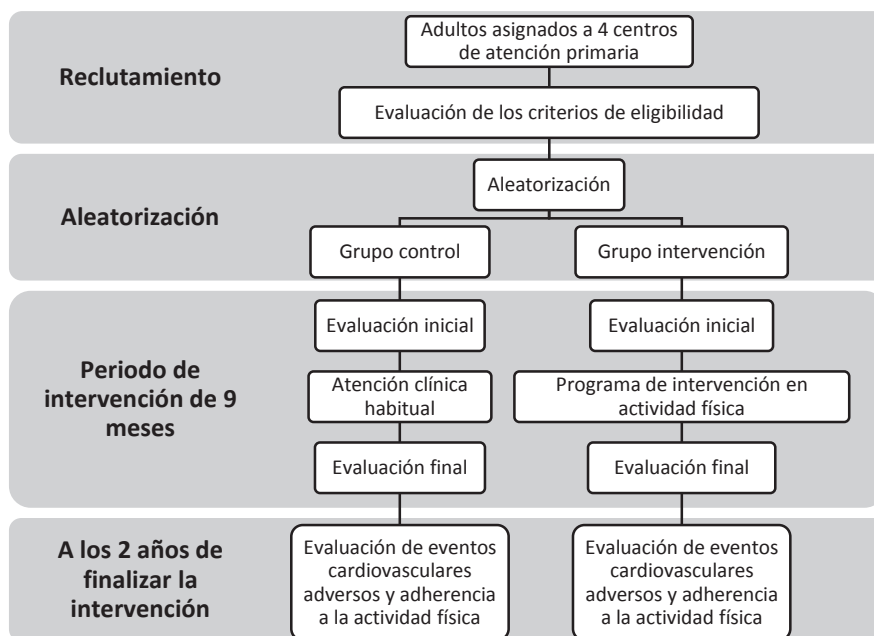 Adultos asignados a 4 centros
de atención primaria
Reclutamiento
Evaluación de los criterios de eligibilidad
Aleatorización
Aleatorización
Grupo control
Grupo intervención
Evaluación inicial
Evaluación inicial
Periodo de
intervención de 9
meses
Atención clínica
habitual
Programa de intervención en
actividad física
Evaluación final
Evaluación final
A los 2 años de
finalizar la
intervención
Evaluación de eventos
cardiovasculares
adversos y adherencia
a la actividad física
Evaluación de eventos
cardiovasculares
adversos y adherencia
a la actividad física